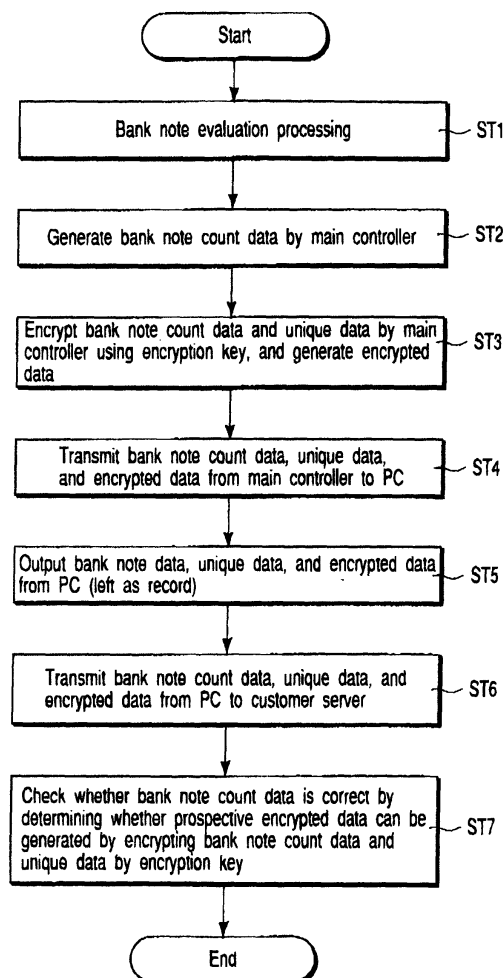 Start
Bank note evaluation processing
ST1
Generate bank note count data by main controller
ST2
Encrypt bank note count data and unique data by main
controller using encryption key, and generate encrypted
data
ST3
Transmit bank note count data, unique data,
and encrypted data from main controller to PC
ST4
Output bank note data, unique data, and encrypted data
from PC (left as record)
ST5
Transmit bank note count data, unique data, and
encrypted data from PC to customer server
ST6
Check whether bank note count data is correct by
determining whether prospective encrypted data can be
generated by encrypting bank note count data and
unique data by encryption key
ST7
End